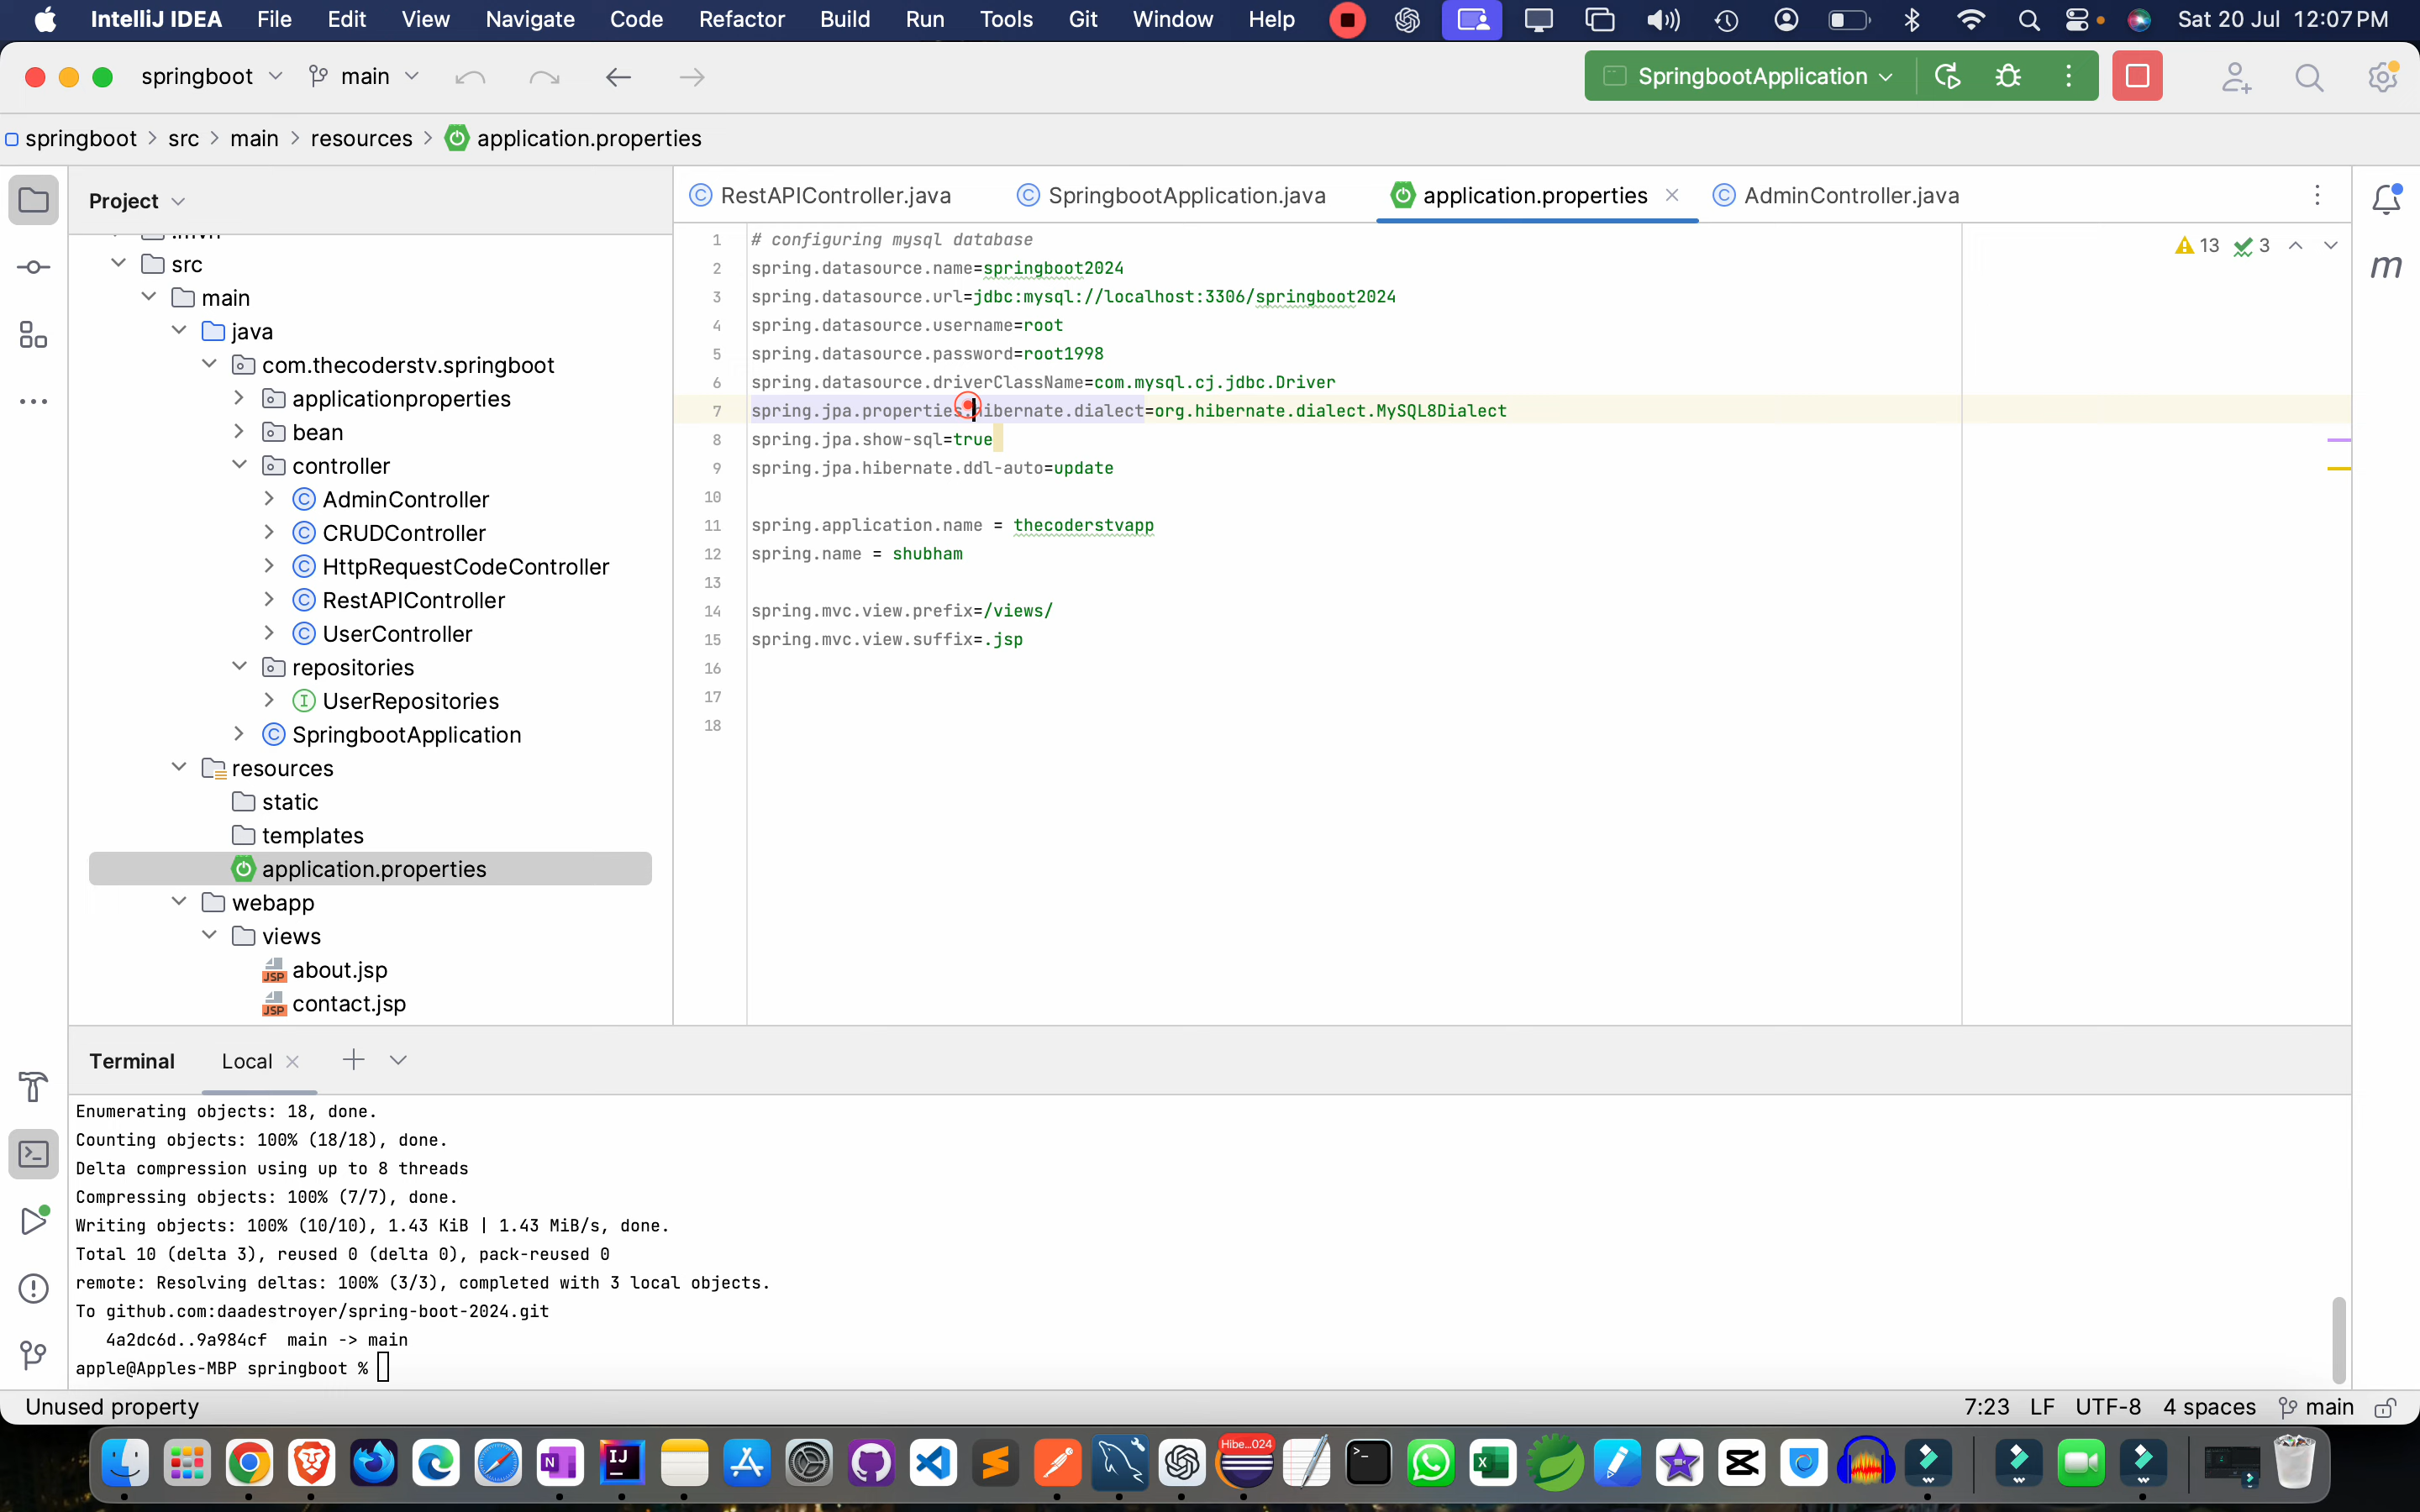 IntelliJ IDEA File Edit View Navigate Code Refactor Build Run Tools Git Window Help Sat 20 Jul 12:07 PM
springboot main SpringbootApplication
springboot > src > main > resources > application.properties
Project
RestAPIController.java SpringbootApplication.java application.properties AdminController.java
src
main
java
com.thecoderstv.springboot
applicationproperties
bean
controller
AdminController
CRUDController
HttpRequestCodeController
RestAPIController
UserController
repositories
UserRepositories
SpringbootApplication
resources
static
templates
application.properties
webapp
views
about.jsp
contact.jsp
13 3
1 # configuring mysql database
2 spring.datasource.name=springboot2024
3 spring.datasource.url=jdbc:mysql://localhost:3306/springboot2024
4 spring.datasource.username=root
5 spring.datasource.password=root1998
6 spring.datasource.driverClassName=com.mysql.cj.jdbc.Driver
7 spring.jpa.properties.hibernate.dialect=org.hibernate.dialect.MySQL8Dialect
8 spring.jpa.show-sql=true
9 spring.jpa.hibernate.ddl-auto=update
10
11 spring.application.name = thecoderstvapp
12 spring.name = shubham
13
14 spring.mvc.view.prefix=/views/
15 spring.mvc.view.suffix=.jsp
16
17
18
m
Terminal Local
Enumerating objects: 18, done.
Counting objects: 100% (18/18), done.
Delta compression using up to 8 threads
Compressing objects: 100% (7/7), done.
Writing objects: 100% (10/10), 1.43 KiB | 1.43 MiB/s, done.
Total 10 (delta 3), reused 0 (delta 0), pack-reused 0
remote: Resolving deltas: 100% (3/3), completed with 3 local objects.
To github.com:daadestroyer/spring-boot-2024.git
4a2dc6d..9a984cf main -> main
apple@Apples-MBP springboot %
Unused property 7:23 LF UTF-8 4 spaces main
Hibe...024